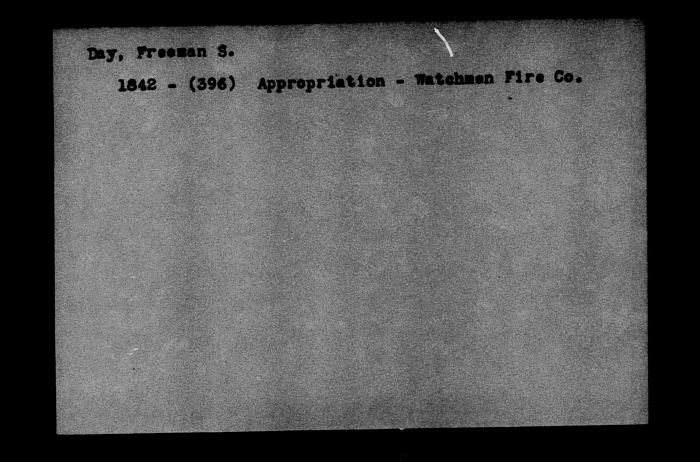 Day, Freeman S.
1842 - (396) Appropriation - Watchmen Fire Co.